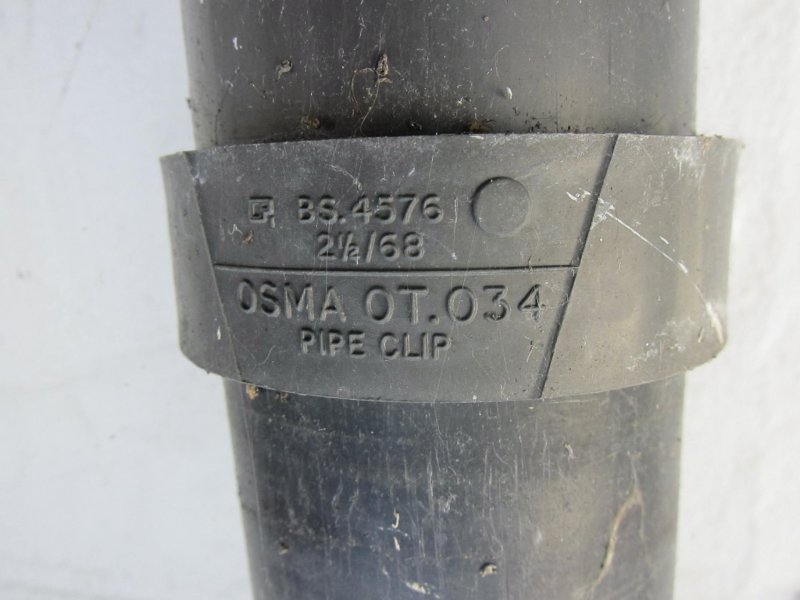 BS.4576
2½/68
OSMA OT.034
PIPE CLIP